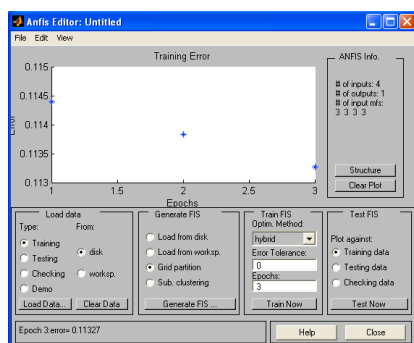 Anfis Editor: Untitled
File Edit View
Training Error
0.115
0.1145
0.114
0.1135
0.113
Error
1 1.5 2 2.5 3
Epochs
ANFIS Info.
# of inputs: 4
# of outputs: 1
# of input mfs:
3 3 3 3
Structure
Clear Plot
Load data
Type: From:
Training
Testing
Checking
Demo
disk
worksp.
Load Data... Clear Data
Generate FIS
Load from disk
Load from worksp.
Grid partition
Sub. clustering
Generate FIS ...
Train FIS
Optim. Method:
hybrid
Error Tolerance:
0
Epochs:
3
Train Now
Test FIS
Plot against:
Training data
Testing data
Checking data
Test Now
Epoch 3:error= 0.11327
Help Close